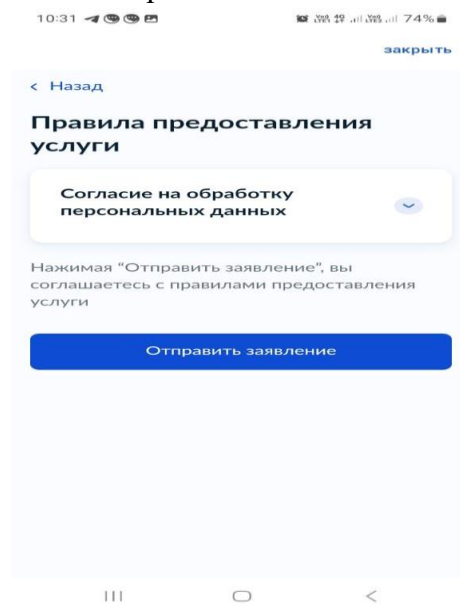 10:31 74%
закрыть
< Назад
Правила предоставления
услуги
Согласие на обработку
персональных данных
Нажимая “Отправить заявление”, вы
соглашаетесь с правилами предоставления
услуги
Отправить заявление